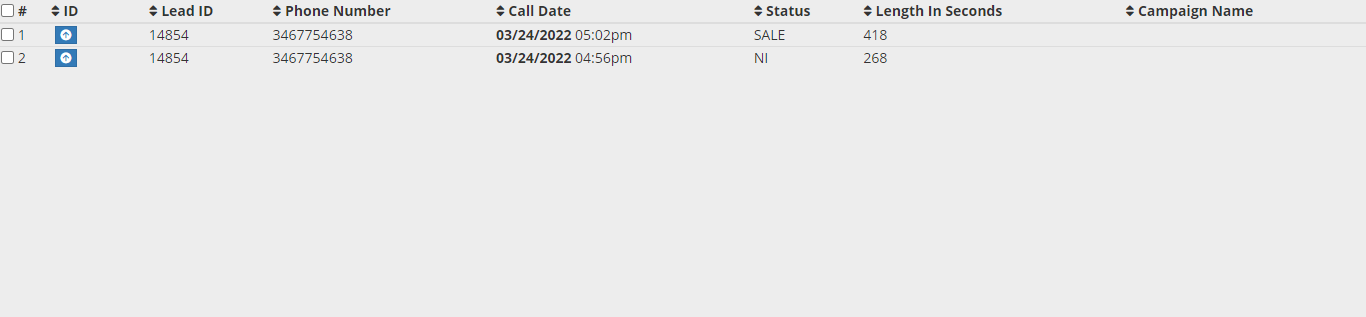 # ID Lead ID Phone Number Call Date Status Length In Seconds Campaign Name
1 14854 3467754638 03/24/2022 05:02pm SALE 418
2 14854 3467754638 03/24/2022 04:56pm NI 268